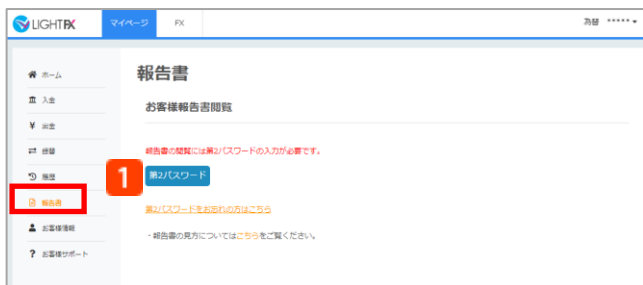 LIGHT FX
マイページ
FX
為替 *****
ホーム
入金
出金
振替
履歴
報告書
お客様情報
お客様サポート
報告書
お客様報告書閲覧
報告書の閲覧には第2パスワードの入力が必要です。
1
第2パスワード
第2パスワードをお忘れの方はこちら
・報告書の見方についてはこちらをご覧ください。